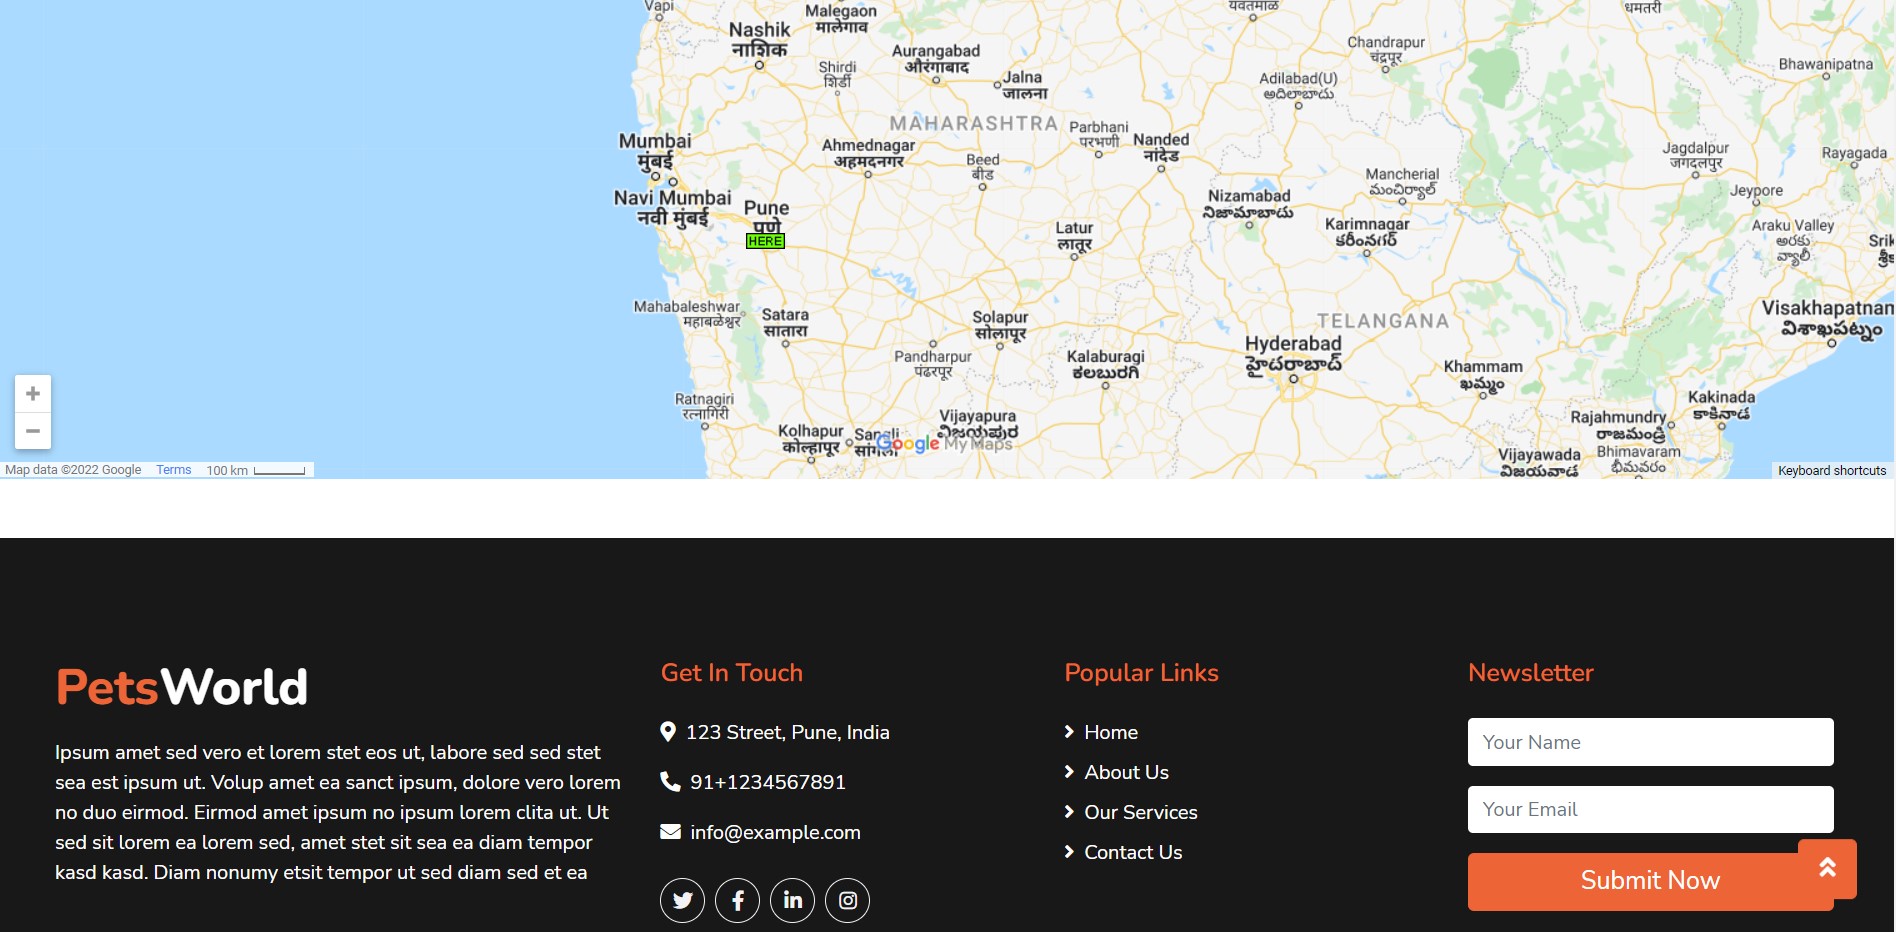 Vapi
Malegaon
मालेगाव
Nashik
नाशिक
यवतमाळ
धमतरी
Chandrapur
चंद्रपूर
Aurangabad
औरंगाबाद
Shirdi
शिर्डी
Jalna
जालना
Adilabad(U)
ఆదిలాబాదు
Bhawanipatna
MAHARASHTRA
Parbhani
परभणी
Nanded
नांदेड
Mumbai
मुंबई
Ahmednagar
अहमदनगर
Beed
बीड
Jagdalpur
जगदलपुर
Rayagada
Navi Mumbai
नवी मुंबई
Pune
पुणे
HERE
Mancherial
మంచిర్యాల్
Nizamabad
నిజామాబాదు
Jeypore
Latur
लातूर
Karimnagar
కరీంనగర్
Araku Valley
అరకు
వ్యాలీ
Mahabaleshwar
महाबळेश्वर
Satara
सातारा
Solapur
सोलापूर
TELANGANA
Visakhapatnam
విశాఖపట్నం
Pandharpur
पंढरपूर
Kalaburagi
ಕಲಬುರಗಿ
Hyderabad
హైదరాబాద్
Khammam
ఖమ్మం
Ratnagiri
रत्नागिरी
Kakinada
కాకినాడ
Kolhapur
कोल्हापूर
Sangli
सांगली
Vijayapura
ವಿಜಯಪುರ
Rajahmundry
రాజమండ్రి
Vijayawada
విజయవాడ
Bhimavaram
భీమవరం
Google My Maps
Map data ©2022 Google Terms 100 km
Keyboard shortcuts
PetsWorld
Ipsum amet sed vero et lorem stet eos ut, labore sed sed stet
sea est ipsum ut. Volup amet ea sanct ipsum, dolore vero lorem
no duo eirmod. Eirmod amet ipsum no ipsum lorem clita ut. Ut
sed sit lorem ea lorem sed, amet stet sit sea ea diam tempor
kasd kasd. Diam nonumy etsit tempor ut sed diam sed et ea
Get In Touch
123 Street, Pune, India
91+1234567891
info@example.com
Popular Links
Home
About Us
Our Services
Contact Us
Newsletter
Your Name
Your Email
Submit Now